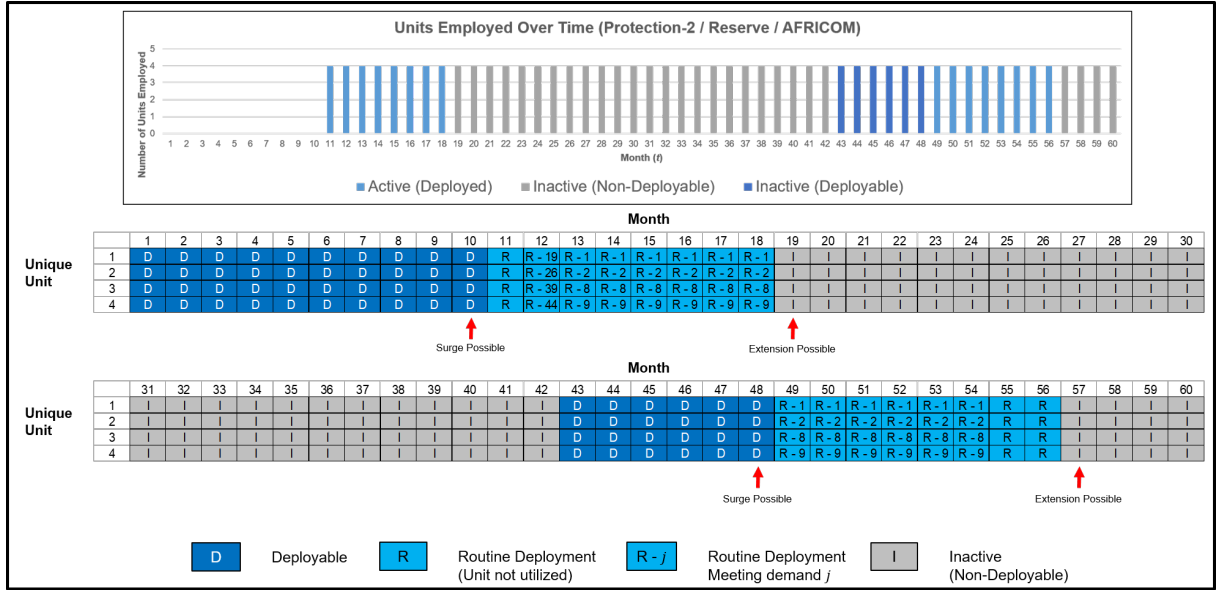 Units Employed Over Time (Protection-2 / Reserve / AFRICOM)
Number of Units Employed
5
4
3
2
1
0
1 2 3 4 5 6 7 8 9 10 11 12 13 14 15 16 17 18 19 20 21 22 23 24 25 26 27 28 29 30 31 32 33 34 35 36 37 38 39 40 41 42 43 44 45 46 47 48 49 50 51 52 53 54 55 56 57 58 59 60
Month (t)
Active (Deployed) Inactive (Non-Deployable) Inactive (Deployable)
Month
1 2 3 4 5 6 7 8 9 10 11 12 13 14 15 16 17 18 19 20 21 22 23 24 25 26 27 28 29 30
Unique
Unit
1 D D D D D D D D D D R R - 19 R - 1 R - 1 R - 1 R - 1 R - 1 R - 1 I I I I I I I I I I I I
2 D D D D D D D D D D R R - 26 R - 2 R - 2 R - 2 R - 2 R - 2 R - 2 I I I I I I I I I I I I
3 D D D D D D D D D D R R - 39 R - 8 R - 8 R - 8 R - 8 R - 8 R - 8 I I I I I I I I I I I I
4 D D D D D D D D D D R R - 44 R - 9 R - 9 R - 9 R - 9 R - 9 R - 9 I I I I I I I I I I I I
Surge Possible Extension Possible
Month
31 32 33 34 35 36 37 38 39 40 41 42 43 44 45 46 47 48 49 50 51 52 53 54 55 56 57 58 59 60
Unique
Unit
1 I I I I I I I I I I I I D D D D D D R - 1 R - 1 R - 1 R - 1 R - 1 R - 1 R R I I I I
2 I I I I I I I I I I I I D D D D D D R - 2 R - 2 R - 2 R - 2 R - 2 R - 2 R R I I I I
3 I I I I I I I I I I I I D D D D D D R - 8 R - 8 R - 8 R - 8 R - 8 R - 8 R R I I I I
4 I I I I I I I I I I I I D D D D D D R - 9 R - 9 R - 9 R - 9 R - 9 R - 9 R R I I I I
Surge Possible Extension Possible
D Deployable R Routine Deployment R - j Routine Deployment I Inactive
(Unit not utilized) Meeting demand j (Non-Deployable)